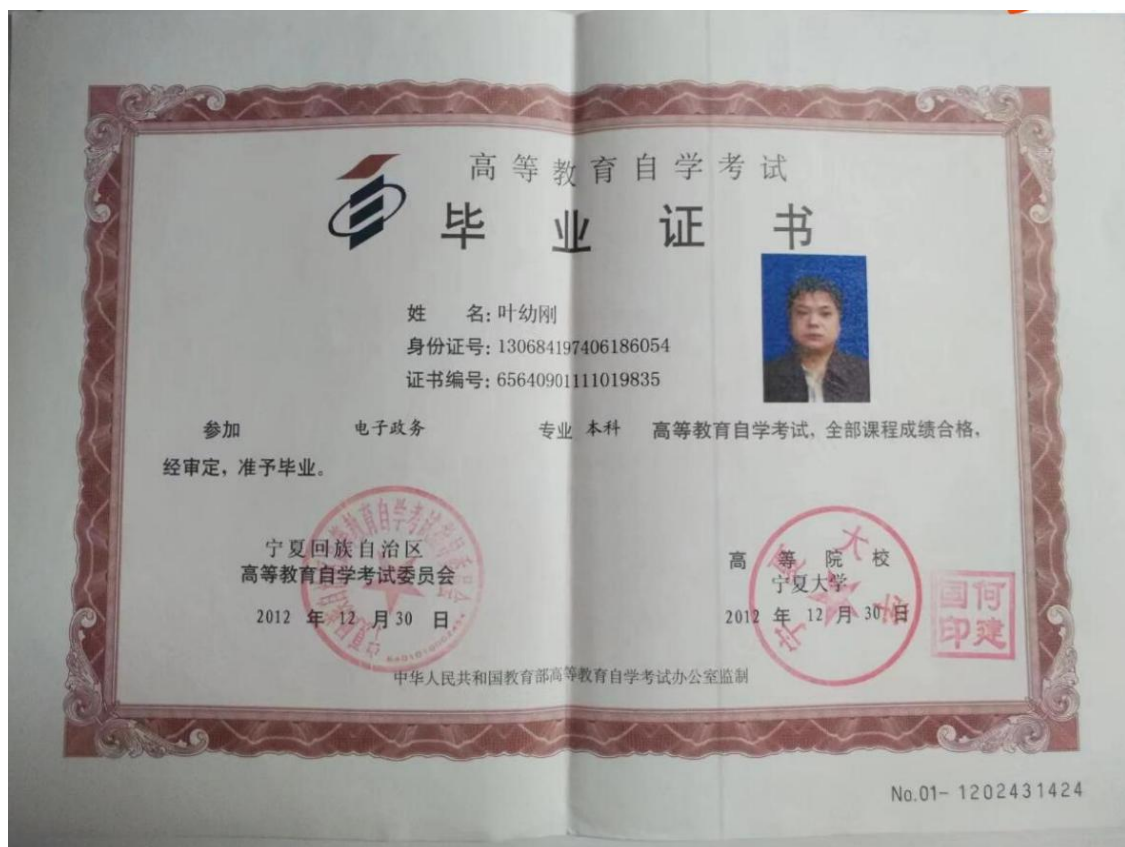 高等教育自学考试
毕业证书
姓 名: 叶幼刚
身份证号: 130684197406186054
证书编号: 65640901111019835
参加 电子政务 专业 本科 高等教育自学考试, 全部课程成绩合格,
经审定, 准予毕业。
宁夏回族自治区
高等教育自学考试委员会
2012 年 12 月 30 日
高等院校
宁夏大学
2012 年 12 月 30 日
宁夏大学
何建国印
中华人民共和国教育部高等教育自学考试办公室监制
No.01- 1202431424